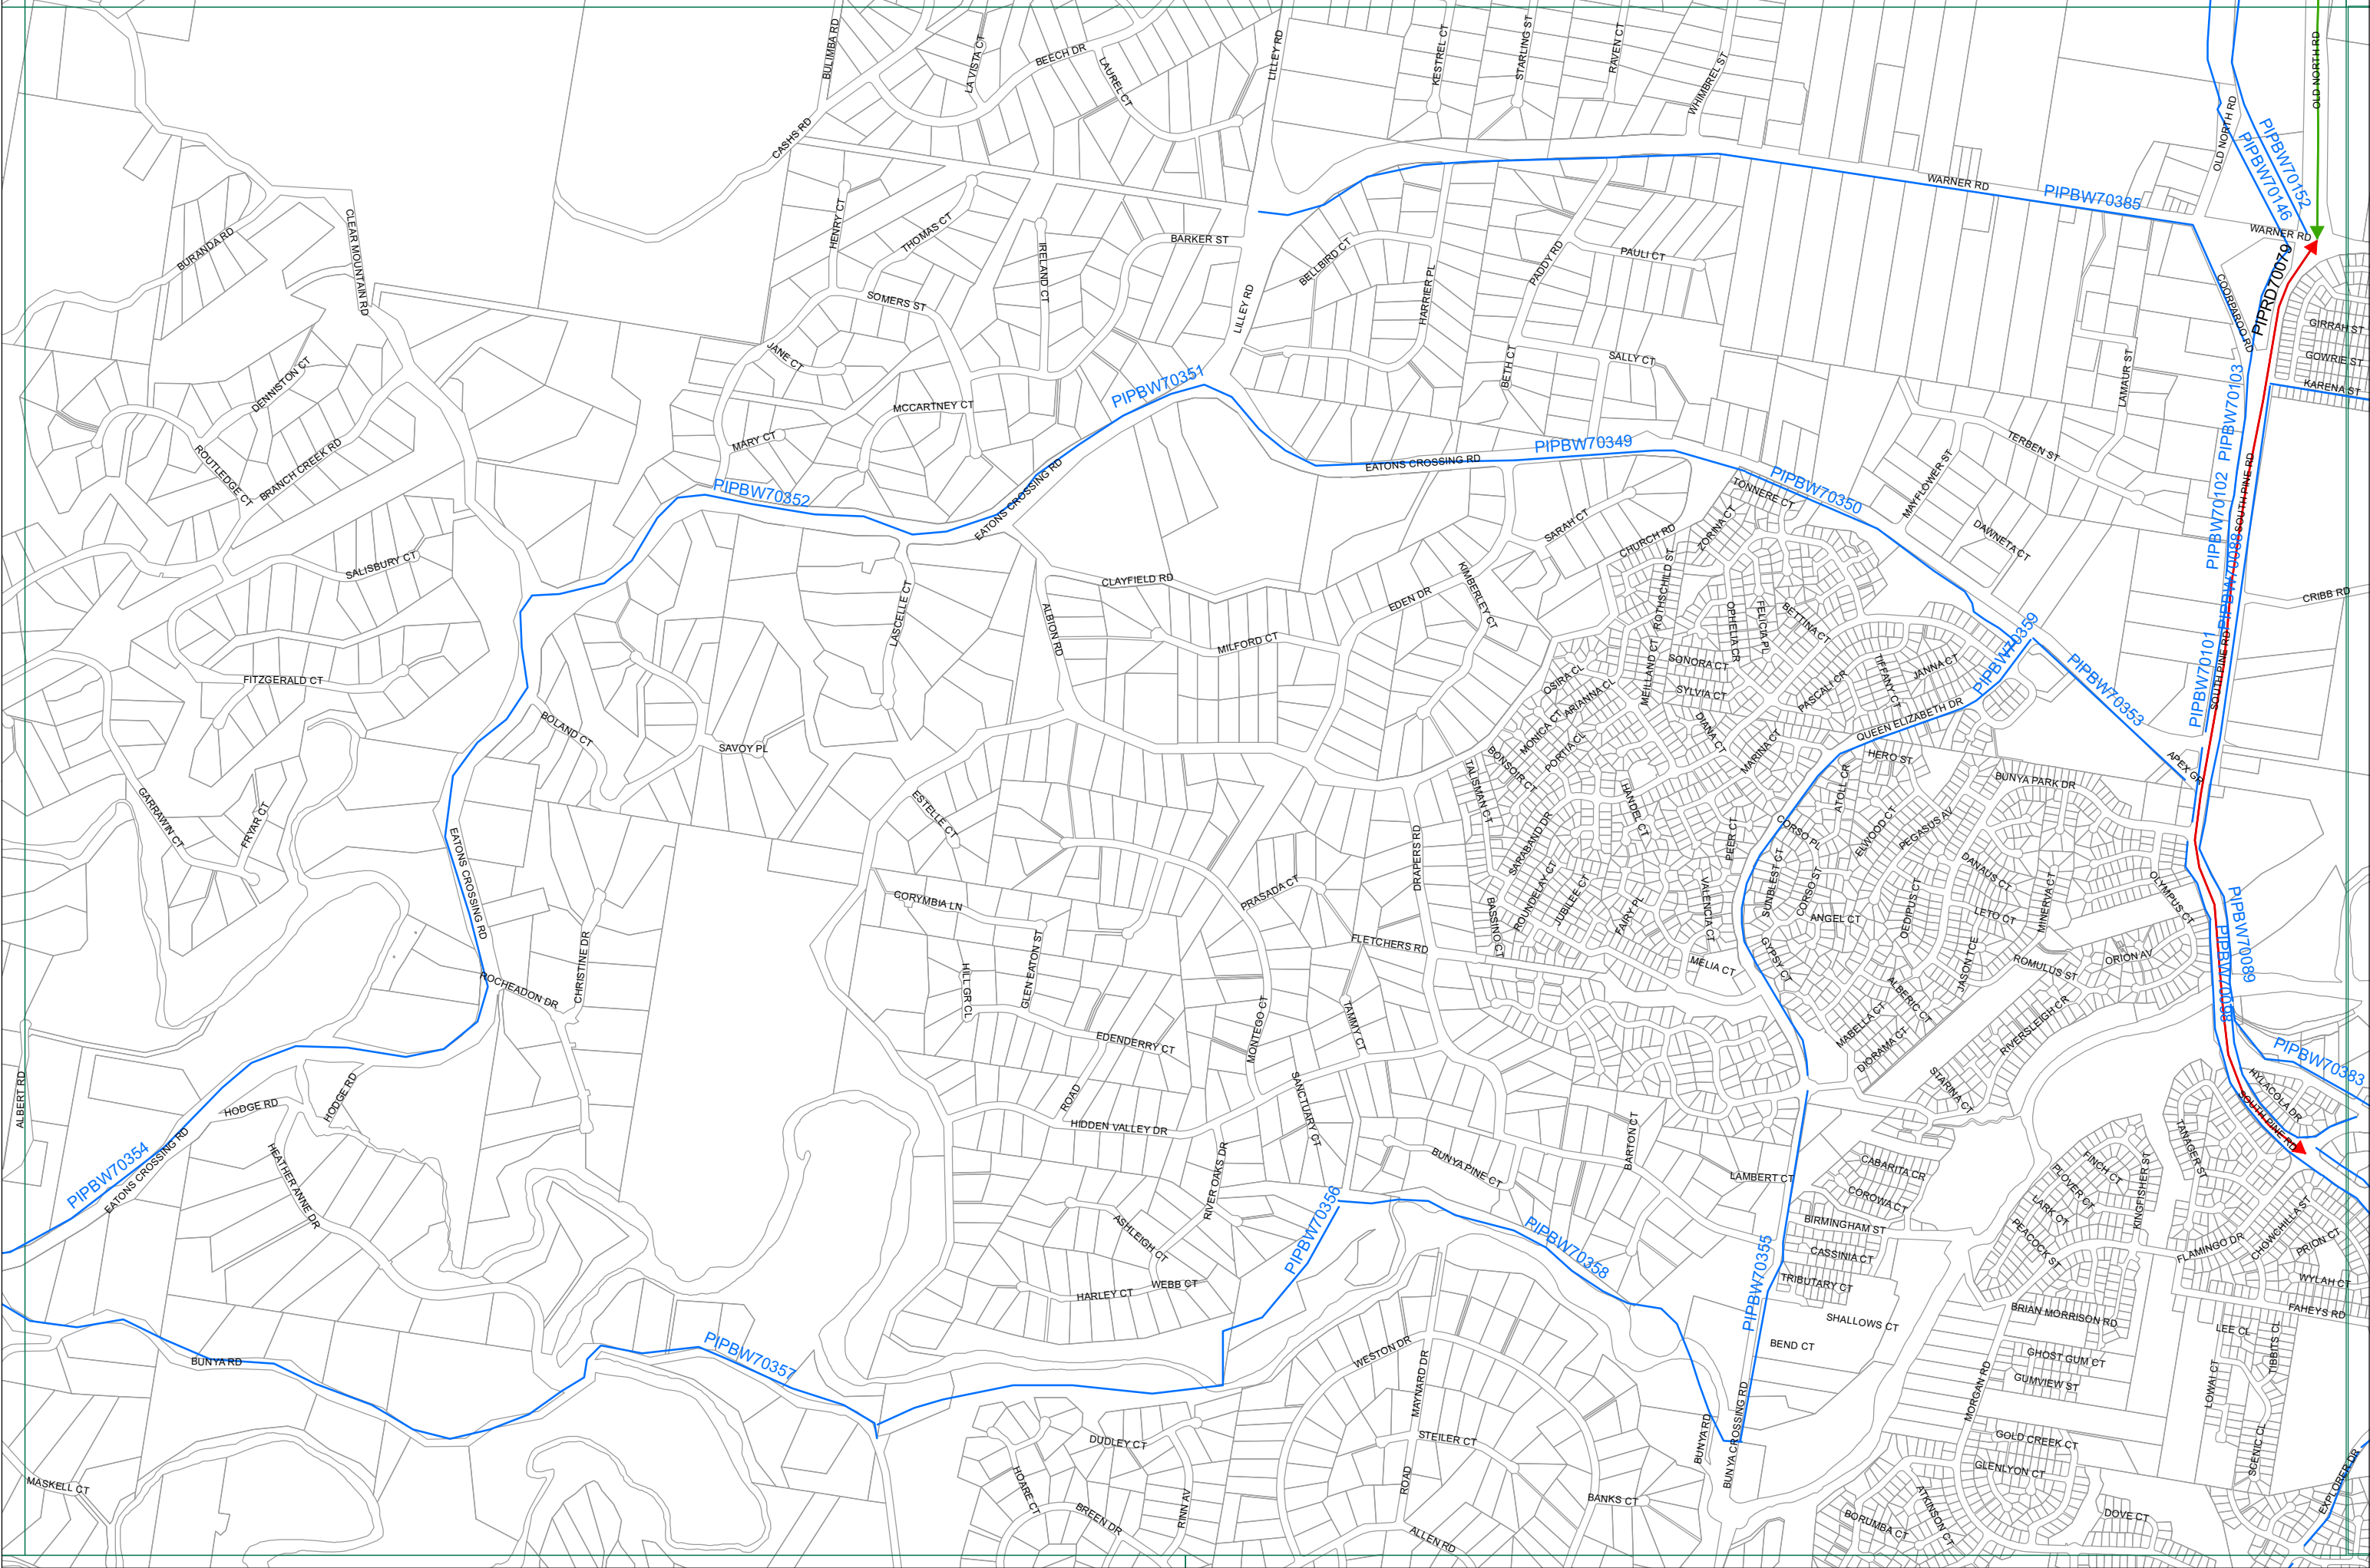 BULIMBA RD
LA VISTA CT
BEECH DR
LAUREL CT
LILLEY RD
KESTREL CT
STARLING ST
RAVEN CT
WHIMBREL ST
OLD NORTH RD
OLD NORTH RD
CASHS RD
PIPBW70152
PIPBW70146
WARNER RD
PIPBW70385
WARNER RD
BURANDA RD
CLEAR MOUNTAIN RD
HENRY CT
THOMAS CT
IRELAND CT
BARKER ST
BELLBIRD CT
HARRIER PL
PADDY RD
PAULI CT
COORPAROO RD
PIPRD70079
SOMERS ST
LILLEY RD
GIRRAH ST
GOWRIE ST
KARENA ST
JANE CT
DENNISTON CT
MCCARTNEY CT
PIPBW70351
BETH CT
SALLY CT
LAMAUR ST
PIPBW70103
ROUTLEDGE CT
BRANCH CREEK RD
MARY CT
PIPBW70352
EATONS CROSSING RD
EATONS CROSSING RD
PIPBW70349
PIPBW70350
TONNERE CT
MAYFLOWER ST
TERBEN ST
PIPBW70102
SOUTH PINE RD
PIPBW70088
DAWNETA CT
SALISBURY CT
SARAH CT
CHURCH RD
ZORINA CT
LASCELLE CT
CLAYFIELD RD
ALBION RD
EDEN DR
KIMBERLEY CT
MILFORD CT
ROTHSCHILD ST
MEILLAND CT
OPHELIA CR
FELICIA PL
BETTINA CT
CRIBB RD
PIPBW70359
PIPBW70353
PIPBW70101
SOUTH PINE RD
FITZGERALD CT
BOLAND CT
SAVOY PL
OSIRA CL
ARIANNA CL
MONICA CT
PORTIA CL
BONSOIR CT
TALISMAN CT
SONORA CT
SYLVIA CT
DIANA CT
MARINA CT
PASCALI CR
TIFFANY CT
JANNA CT
QUEEN ELIZABETH DR
HERO ST
ATOLL CR
BUNYA PARK DR
APEX GR
GARRAWIN CT
FRYAR CT
EATONS CROSSING RD
ESTELLE CT
DRAPERS RD
SARABAND DR
HANDEL CT
PEER CT
CORSO PL
ELWOOD CT
PEGASUS AV
DANAUS CT
OLYMPUS CT
CORYMBIA LN
PRASADA CT
FLETCHERS RD
BASSINO CT
ROUNDELAY CT
JUBILEE CT
FAIRY PL
VALENCIA CT
MELIA CT
SUNBLEST CT
CORSO ST
ANGEL CT
OEDIPUS CT
LETO CT
MINERVA CT
PIPBW70089
PIPBW70098
GYPSY CT
JASON TCE
ROMULUS ST
ORION AV
ROCHEADON DR
CHRISTINE DR
HILL GR CL
GLEN EATON ST
EDENDERRY CT
MONTEGO CT
TAMMY CT
ALBERIC CT
MABELLA CT
DIORAMA CT
RIVERSLEIGH CR
STARINA CT
PIPBW70383
HYLACOLA DR
SOUTH PINE RD
ALBERT RD
HODGE RD
HODGE RD
ROAD
HIDDEN VALLEY DR
SANCTUARY CT
BUNYA PINE CT
BARTON CT
LAMBERT CT
CABARITA CR
COROWA CT
TANAGER ST
PIPBW70354
EATONS CROSSING RD
HEATHER ANNE DR
RIVER OAKS DR
ASHLEIGH CT
WEBB CT
HARLEY CT
PIPBW70356
PIPBW70358
PIPBW70355
BIRMINGHAM ST
CASSINIA CT
TRIBUTARY CT
SHALLOWS CT
BEND CT
FINCH CT
PLOVER CT
LARK CT
PEACOCK ST
KINGFISHER ST
FLAMINGO DR
CHOWCHILLA ST
PRION CT
WYLAH CT
FAHEYS RD
BRIAN MORRISON RD
LEE CL
TIBBITS CL
GHOST GUM CT
GUMVIEW ST
LOWAI CT
BUNYA RD
PIPBW70357
WESTON DR
MAYNARD DR
STEILER CT
ROAD
BUNYA RD
BUNYA CROSSING RD
MORGAN RD
GOLD CREEK CT
GLENLYON CT
SCENIC CL
EXPLORER DR
MASKELL CT
DUDLEY CT
HOARE CT
BREEN DR
RINN AV
ALLEN RD
BANKS CT
BORUMBA CT
ATKINSON CT
DOVE CT